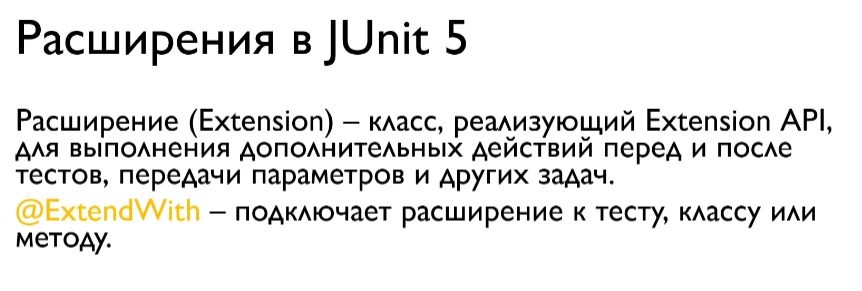 Расширения в JUnit 5
Расширение (Extension) – класс, реализующий Extension API,
для выполнения дополнительных действий перед и после
тестов, передачи параметров и других задач.
@ExtendWith – подключает расширение к тесту, классу или
методу.